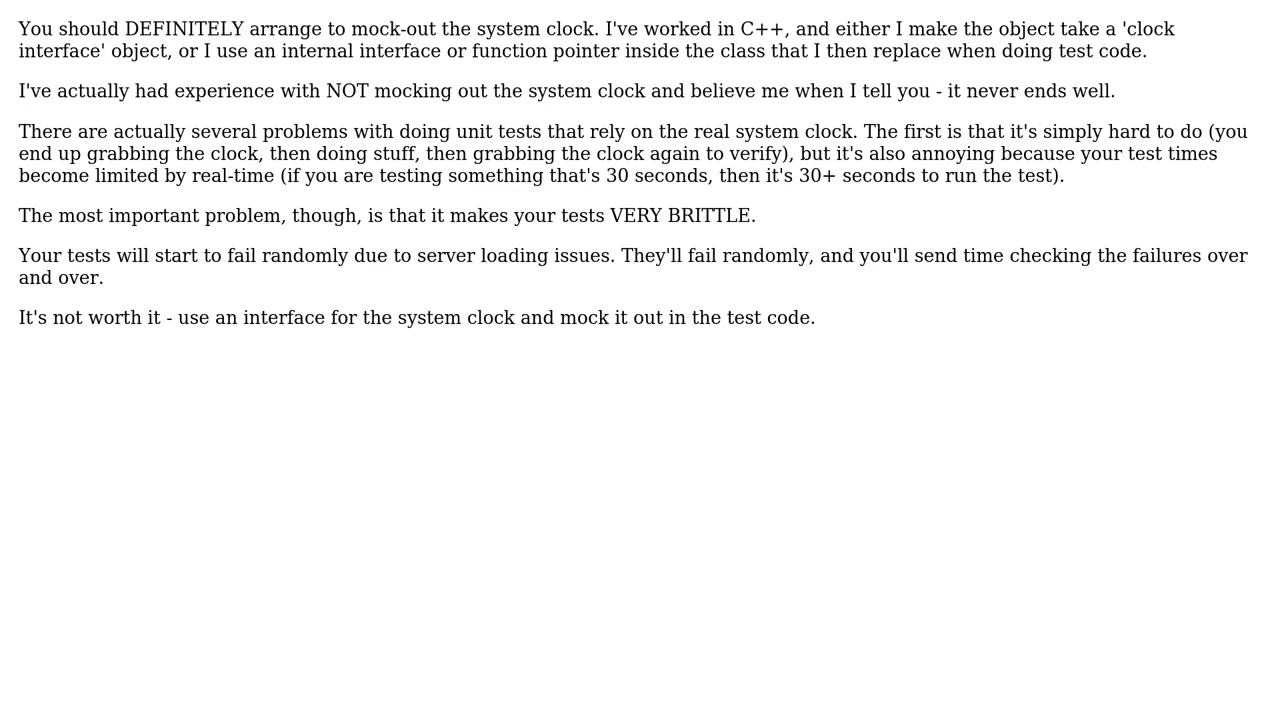 You should DEFINITELY arrange to mock-out the system clock. I've worked in C++, and either I make the object take a 'clock
interface' object, or I use an internal interface or function pointer inside the class that I then replace when doing test code.
I've actually had experience with NOT mocking out the system clock and believe me when I tell you - it never ends well.
There are actually several problems with doing unit tests that rely on the real system clock. The first is that it's simply hard to do (you
end up grabbing the clock, then doing stuff, then grabbing the clock again to verify), but it's also annoying because your test times
become limited by real-time (if you are testing something that's 30 seconds, then it's 30+ seconds to run the test).
The most important problem, though, is that it makes your tests VERY BRITTLE.
Your tests will start to fail randomly due to server loading issues. They'll fail randomly, and you'll send time checking the failures over
and over.
It's not worth it - use an interface for the system clock and mock it out in the test code.